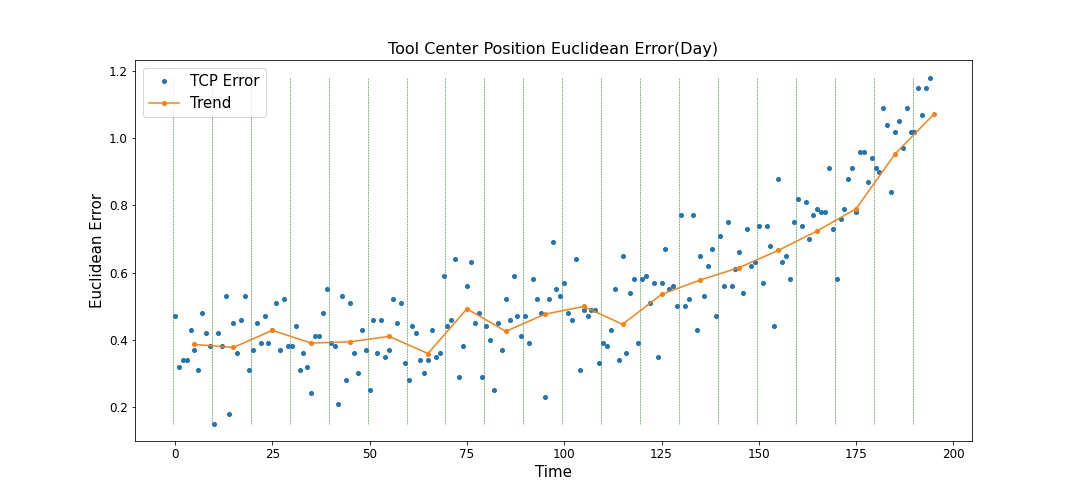 Tool Center Position Euclidean Error(Day)
TCP Error
Trend
1.2
1.0
0.8
0.6
0.4
0.2
Euclidean Error
0 25 50 75 100 125 150 175 200
Time